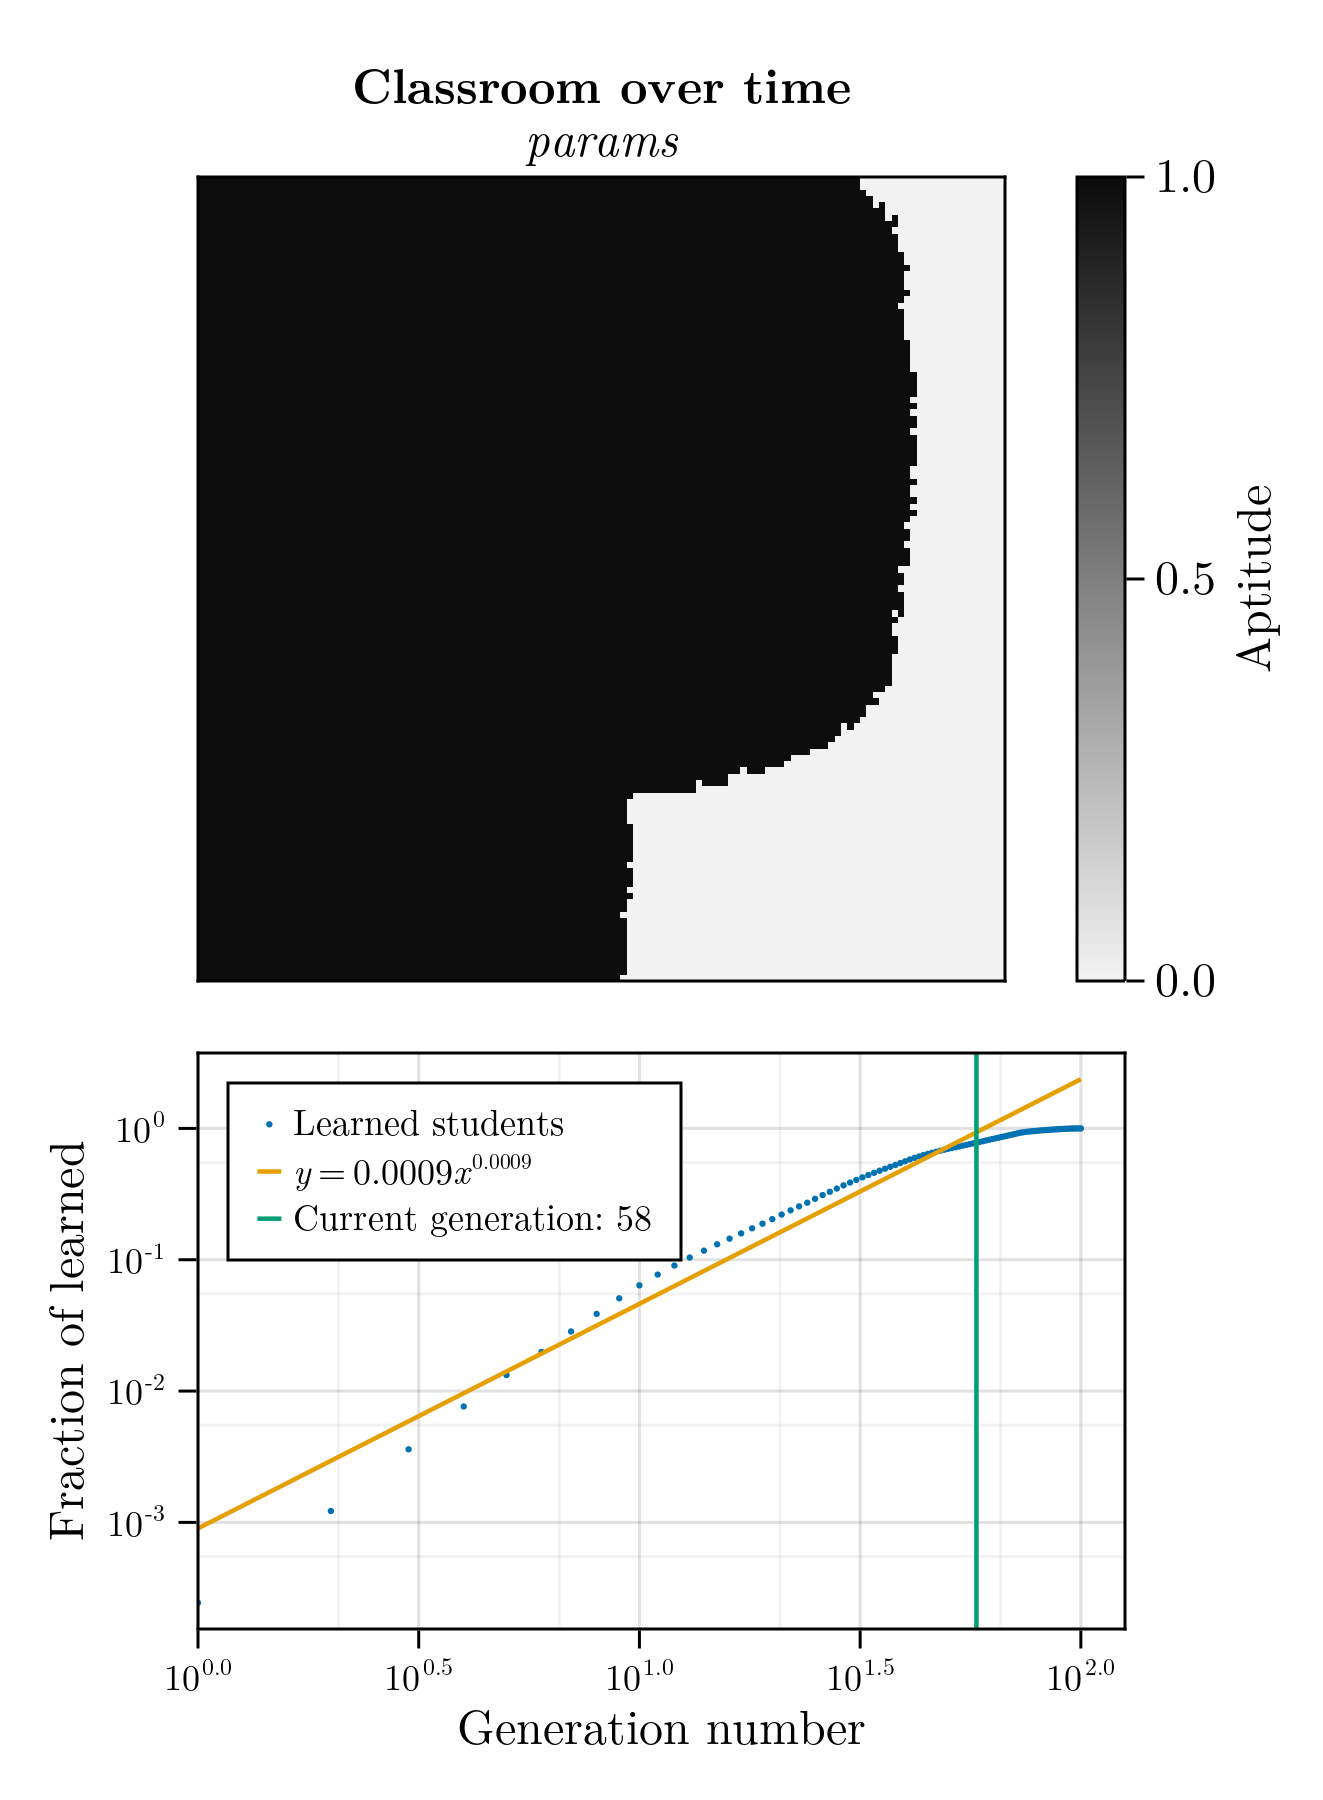 Classroom over time
params
1.0
0.5
0.0
Aptitude
Learned students
y = 0.0009x^0.0009
Current generation: 58
10^0
10^-1
10^-2
10^-3
Fraction of learned
10^0.0 10^0.5 10^1.0 10^1.5 10^2.0
Generation number